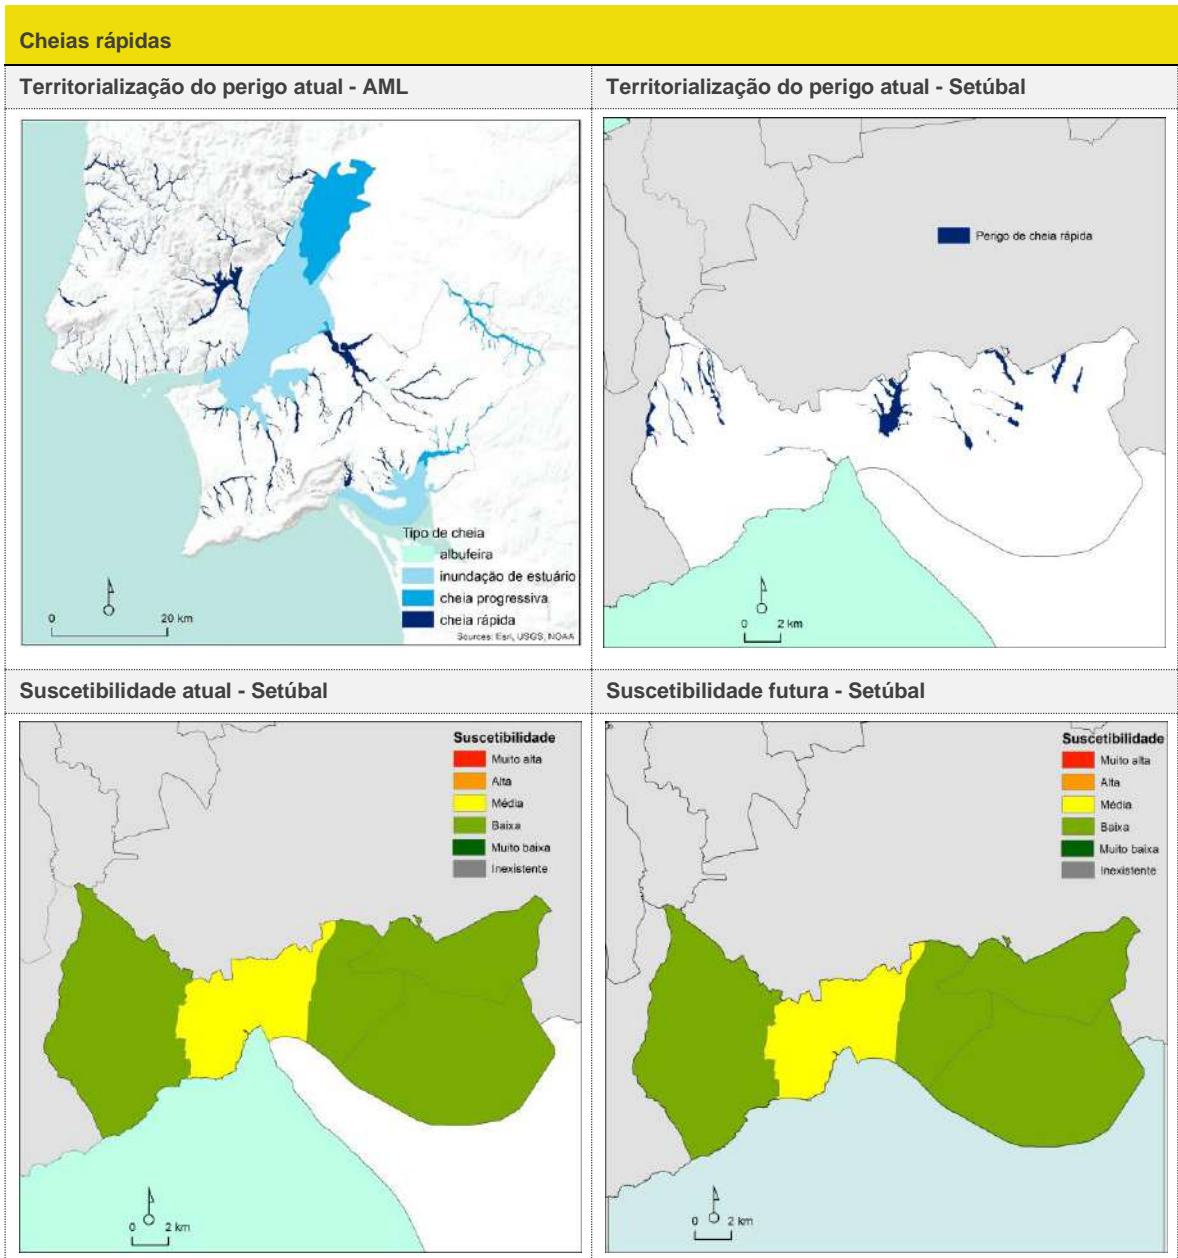 Cheias rápidas
Territorialização do perigo atual - AML
Territorialização do perigo atual - Setúbal
Tipo de cheia
albufeira
inundação de estuário
cheia progressiva
cheia rápida
0 20 km
Sources: Esri, USGS, NOAA
Perigo de cheia rápida
0 2 km
Suscetibilidade atual - Setúbal
Suscetibilidade futura - Setúbal
Suscetibilidade
Muito alta
Alta
Média
Baixa
Muito baixa
Inexistente
0 2 km
Suscetibilidade
Muito alta
Alta
Média
Baixa
Muito baixa
Inexistente
0 2 km